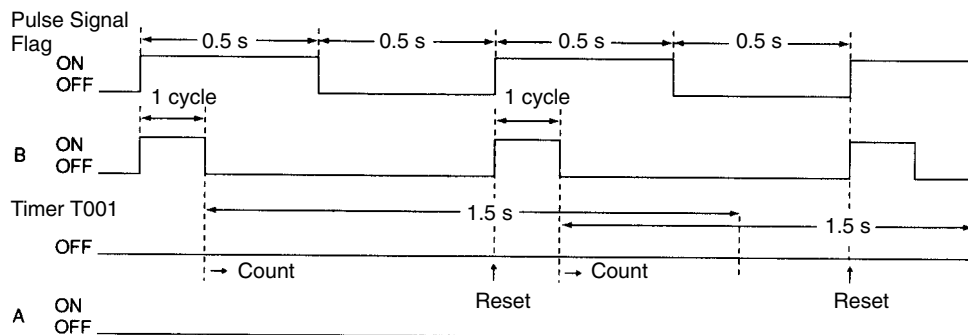 Pulse Signal
Flag
0.5 s 0.5 s 0.5 s 0.5 s
ON
OFF
1 cycle 1 cycle
B ON
OFF
Timer T001
1.5 s
1.5 s
OFF
→ Count → Count
Reset Reset
A ON
OFF